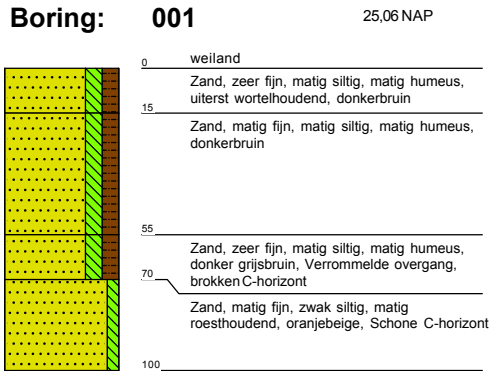 Boring: 001 25,06 NAP
0 weiland
Zand, zeer fijn, matig siltig, matig humeus,
uiterst wortelhoudend, donkerbruin
15
Zand, matig fijn, matig siltig, matig humeus,
donkerbruin
55
Zand, zeer fijn, matig siltig, matig humeus,
donker grijsbruin, Verrommelde overgang,
70
brokken C-horizont
Zand, matig fijn, zwak siltig, matig
roesthoudend, oranjebeige, Schone C-horizont
100